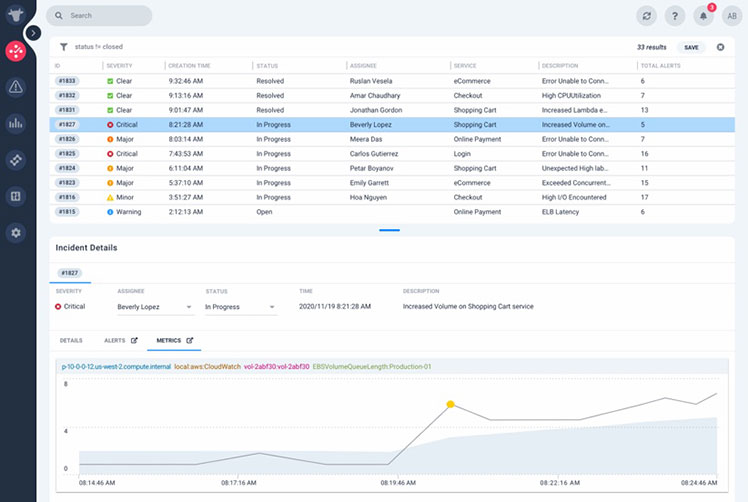 Search
3
AB
status != closed
33 results SAVE
ID SEVERITY CREATION TIME STATUS ASSIGNEE SERVICE DESCRIPTION TOTAL ALERTS
#1833 Clear 9:32:46 AM Resolved Ruslan Vesela eCommerce Error Unable to Conn... 6
#1832 Clear 9:13:16 AM Resolved Amar Chaudhary Checkout High CPUUtilization 7
#1831 Clear 9:01:47 AM Resolved Jonathan Gordon Shopping Cart Increased Lambda e... 13
#1827 Critical 8:21:28 AM In Progress Beverly Lopez Shopping Cart Increased Volume on... 5
#1826 Major 8:03:14 AM In Progress Meera Das Online Payment Error Unable to Conn... 7
#1825 Critical 7:43:53 AM In Progress Carlos Gutierrez Login Error Unable to Conn... 16
#1824 Major 6:11:04 AM In Progress Petar Boyanov Shopping Cart Unexpected High lab... 11
#1823 Major 5:37:10 AM In Progress Emily Garrett eCommerce Exceeded Concurrent... 15
#1816 Minor 3:51:27 AM In Progress Hoa Nguyen Checkout High I/O Encountered 17
#1815 Warning 2:12:13 AM Open Online Payment ELB Latency 6
Incident Details
#1827
SEVERITY ASSIGNEE STATUS TIME DESCRIPTION
Critical Beverly Lopez In Progress 2020/11/19 8:21:28 AM Increased Volume on Shopping Cart service
DETAILS ALERTS METRICS
p-10-0-0-12.us-west-2.compute.internal local aws:CloudWatch vol-2abf30:vol-2abf30 EBSVolumeQueueLength:Production-01
8
4
0
08:14.46 AM 08:17:16 AM 08:19.46 AM 08:22:16 AM 08:24:46 AM